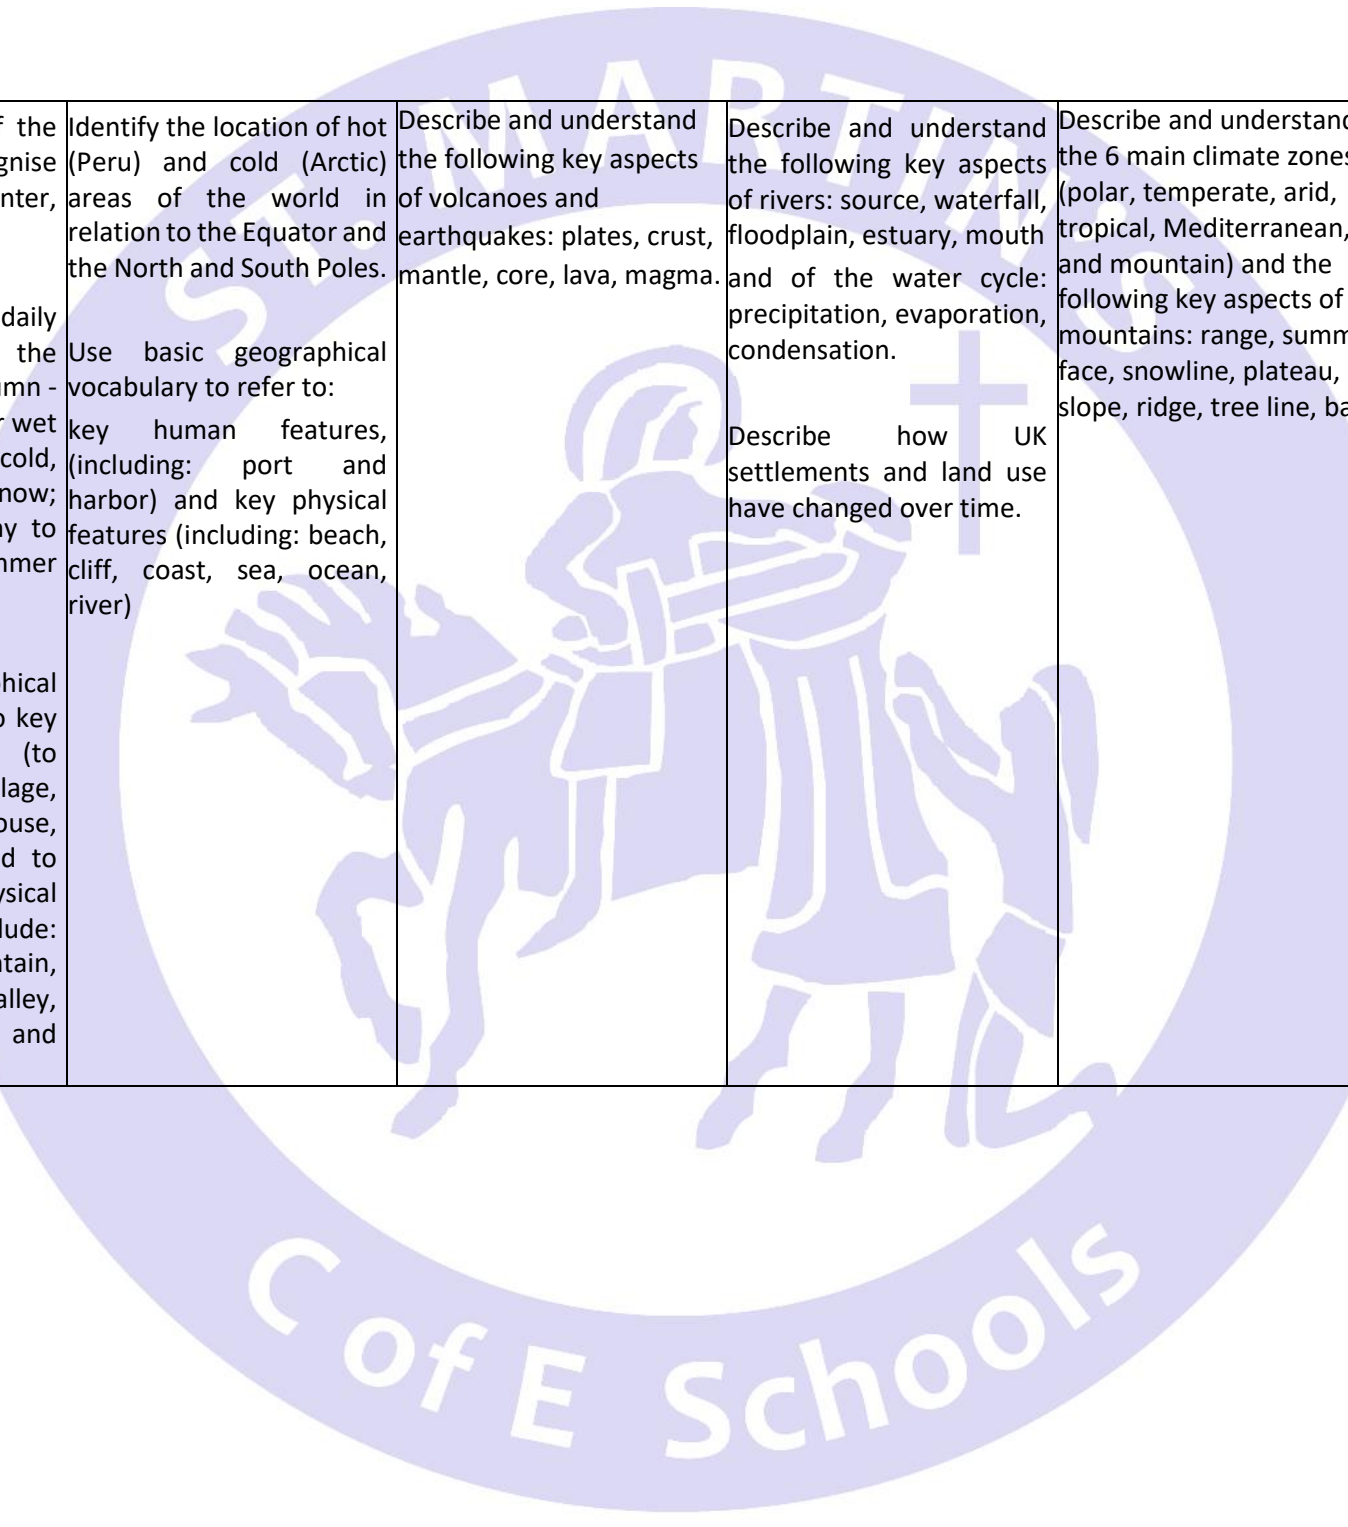 f the
gnise
nter,
daily
the
mn -
r wet
cold,
now;
y to
mmer
hical
o key
(to
lage,
ouse,
d to
ysical
lude:
ntain,
alley,
and
Identify the location of hot
(Peru) and cold (Arctic)
areas of the world in
relation to the Equator and
the North and South Poles.
Use basic geographical
vocabulary to refer to:
key human features,
(including: port and
harbor) and key physical
features (including: beach,
cliff, coast, sea, ocean,
river)
Describe and understand
the following key aspects
of volcanoes and
earthquakes: plates, crust,
mantle, core, lava, magma.
Describe and understand
the following key aspects
of rivers: source, waterfall,
floodplain, estuary, mouth
and of the water cycle:
precipitation, evaporation,
condensation.
Describe how UK
settlements and land use
have changed over time.
Describe and understand
the 6 main climate zones
(polar, temperate, arid,
tropical, Mediterranean,
and mountain) and the
following key aspects of
mountains: range, summ
face, snowline, plateau,
slope, ridge, tree line, ba
ST. MARTIN'S
C of E Schools